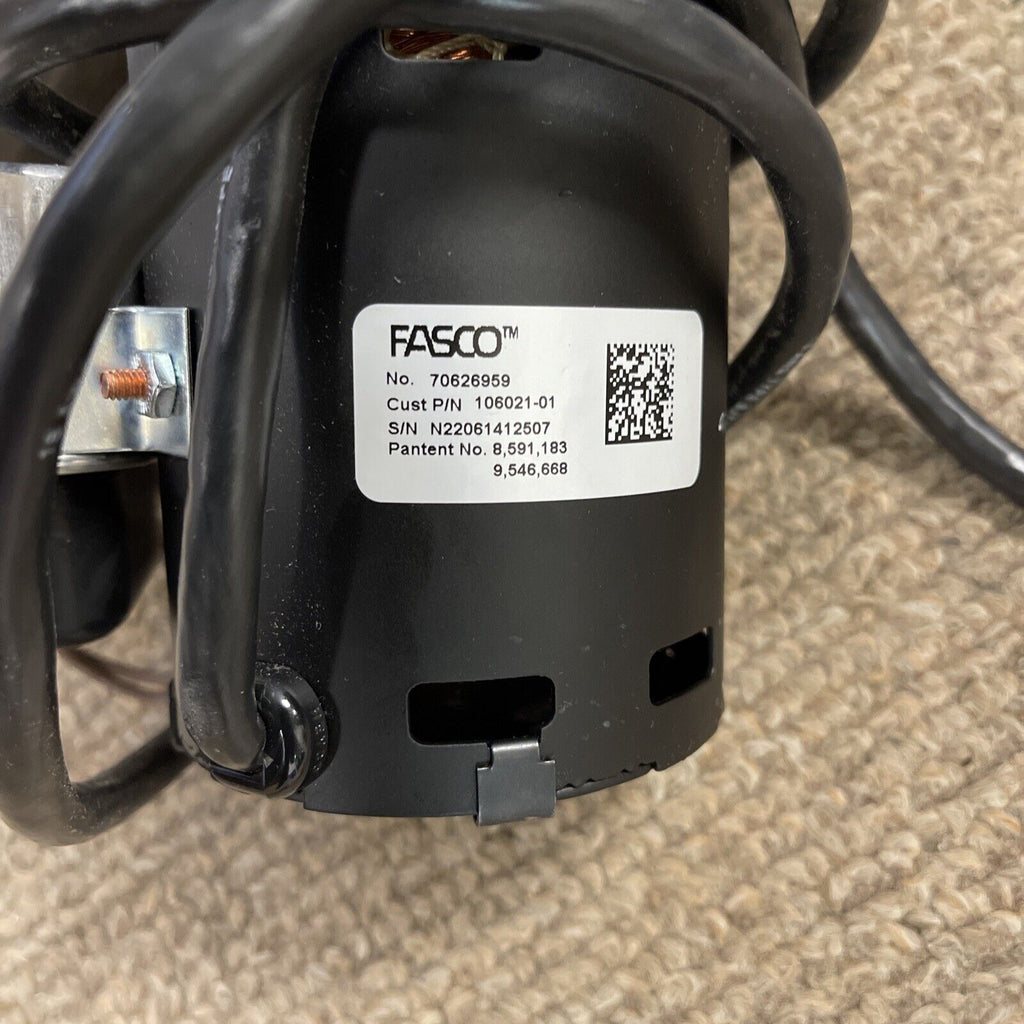 FASCO™
No. 70626959
Cust P/N 106021-01
S/N N22061412507
Pantent No. 8,591,183
9,546,668